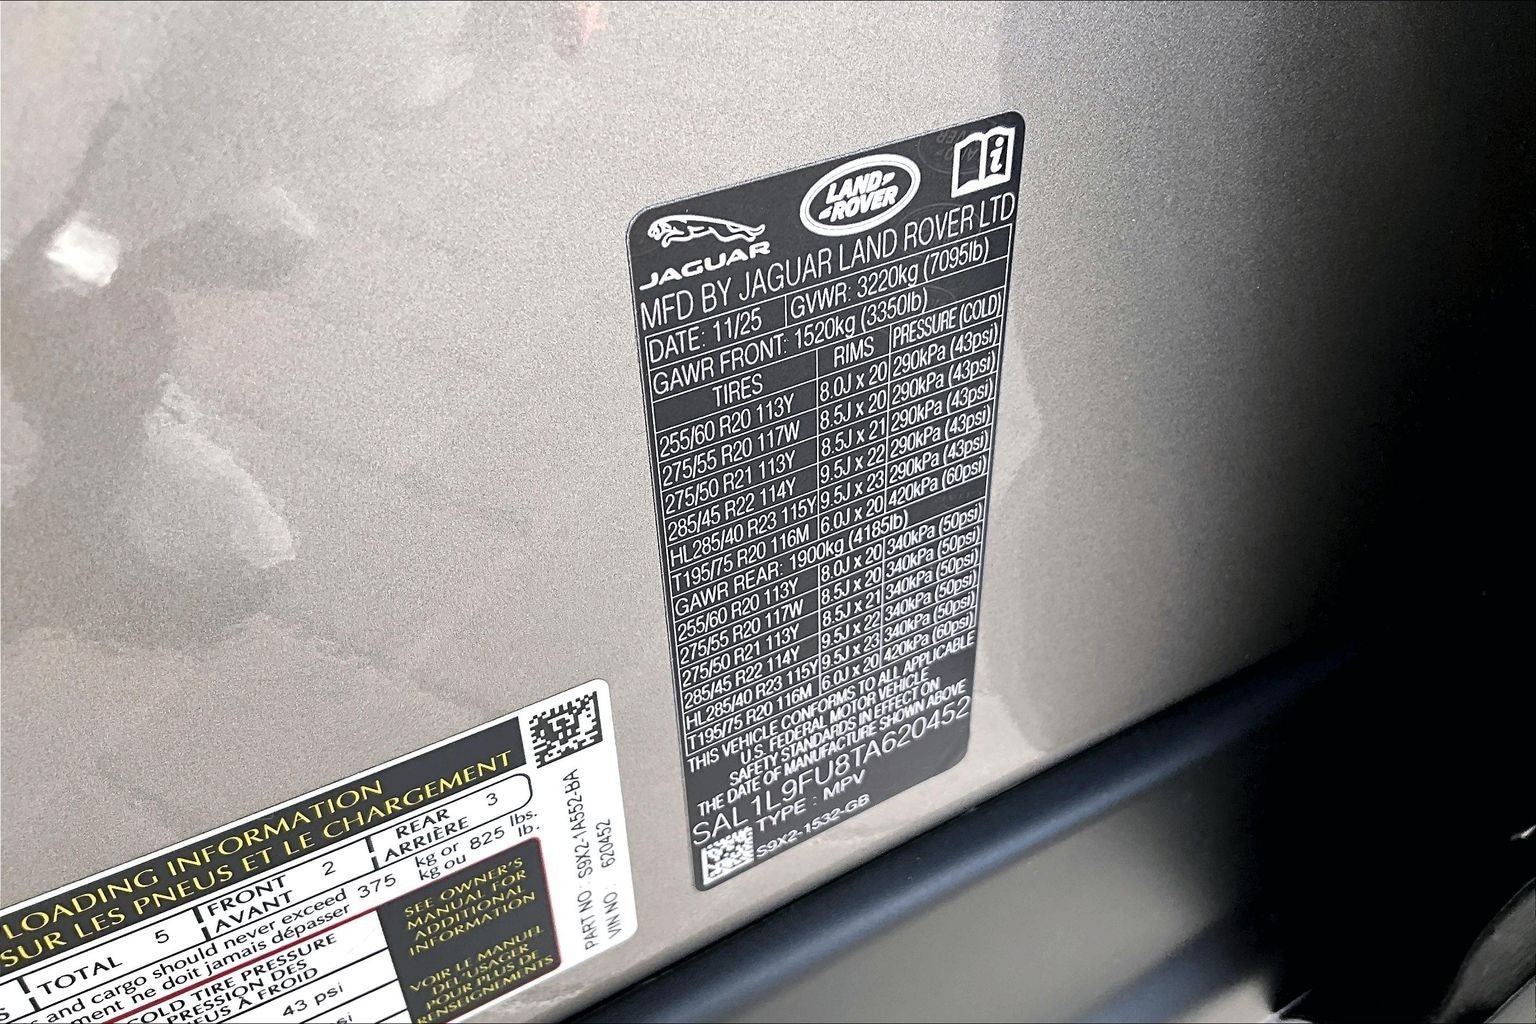 JAGUAR
LAND ROVER
i
MFD BY JAGUAR LAND ROVER LTD
DATE: 11/25 GVWR: 3220kg (7095lb)
GAWR FRONT: 1520kg (3350lb)
TIRES RIMS PRESSURE (COLD)
255/60 R20 113Y 8.0J x 20 290kPa (43psi)
275/55 R20 117W 8.5J x 20 290kPa (43psi)
275/50 R21 113Y 8.5J x 21 290kPa (43psi)
285/45 R22 114Y 9.5J x 22 290kPa (43psi)
HL285/40 R23 115Y 9.5J x 23 290kPa (43psi)
T195/75 R20 116M 6.0J x 20 420kPa (60psi)
GAWR REAR: 1900kg (4185lb)
255/60 R20 113Y 8.0J x 20 340kPa (50psi)
275/55 R20 117W 8.5J x 20 340kPa (50psi)
275/50 R21 113Y 8.5J x 21 340kPa (50psi)
285/45 R22 114Y 9.5J x 22 340kPa (50psi)
HL285/40 R23 115Y 9.5J x 23 340kPa (50psi)
T195/75 R20 116M 6.0J x 20 420kPa (60psi)
THIS VEHICLE CONFORMS TO ALL APPLICABLE
U.S. FEDERAL MOTOR VEHICLE
SAFETY STANDARDS IN EFFECT ON
THE DATE OF MANUFACTURE SHOWN ABOVE
SAL1L9FU8TA620452
TYPE : MPV
S9X2-1532-GB
LOADING INFORMATION
SUR LES PNEUS ET LE CHARGEMENT
TOTAL 5 FRONT AVANT 2 REAR ARRIÈRE 3
and cargo should never exceed 375 kg or 825 lbs.
ment ne doit jamais dépasser kg ou lb.
COLD TIRE PRESSURE
PRESSION DES
PNEUS À FROID
43 psi
psi
SEE OWNER'S
MANUAL FOR
ADDITIONAL
INFORMATION
VOIR LE MANUEL
DE L'USAGER
POUR PLUS DE
RENSEIGNEMENTS
PART NO: S9X2-1A552-BA
VIN NO: 620452